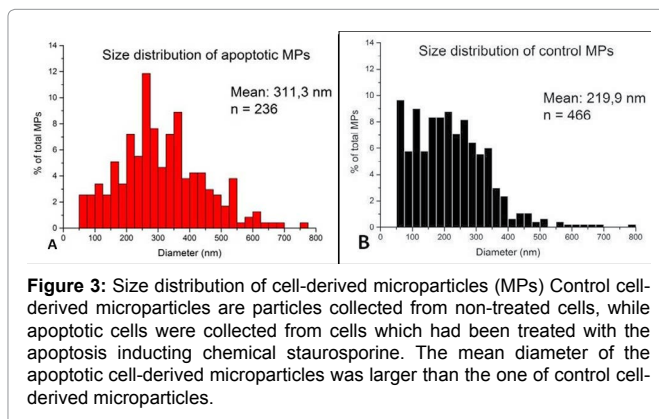 Size distribution of apoptotic MPs
Mean: 311,3 nm
n = 236
% of total MPs
14
12
10
8
6
4
2
0
0 100 200 300 400 500 600 700 800
A
Diameter (nm)
Size distribution of control MPs
Mean: 219,9 nm
n = 466
% of total MPs
14
12
10
8
6
4
2
0
0 100 200 300 400 500 600 700 800
B
Diameter (nm)
Figure 3: Size distribution of cell-derived microparticles (MPs) Control cell-
derived microparticles are particles collected from non-treated cells, while
apoptotic cells were collected from cells which had been treated with the
apoptosis inducting chemical staurosporine. The mean diameter of the
apoptotic cell-derived microparticles was larger than the one of control cell-
derived microparticles.